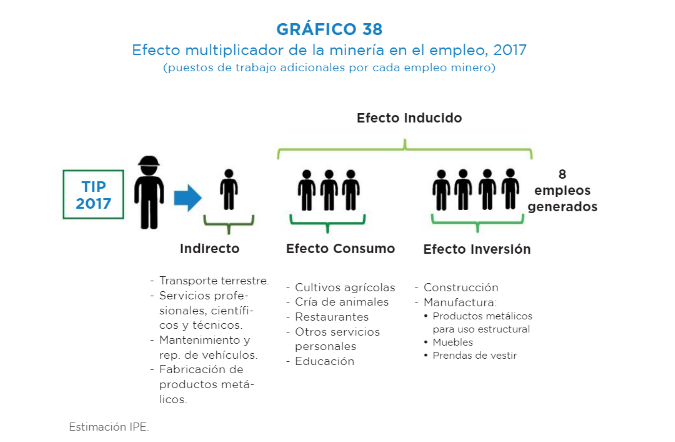 GRÁFICO 38
Efecto multiplicador de la minería en el empleo, 2017
(puestos de trabajo adicionales por cada empleo minero)
Efecto Inducido
TIP
2017
8
empleos
generados
Indirecto
- Transporte terrestre.
- Servicios profe-
sionales, científi-
cos y técnicos.
- Mantenimiento y
rep. de vehículos.
- Fabricación de
productos metá-
licos.
Efecto Consumo
- Cultivos agrícolas
- Cría de animales
- Restaurantes
- Otros servicios
personales
- Educación
Efecto Inversión
- Construcción
- Manufactura:
• Productos metálicos
para uso estructural
• Muebles
• Prendas de vestir
Estimación IPE.